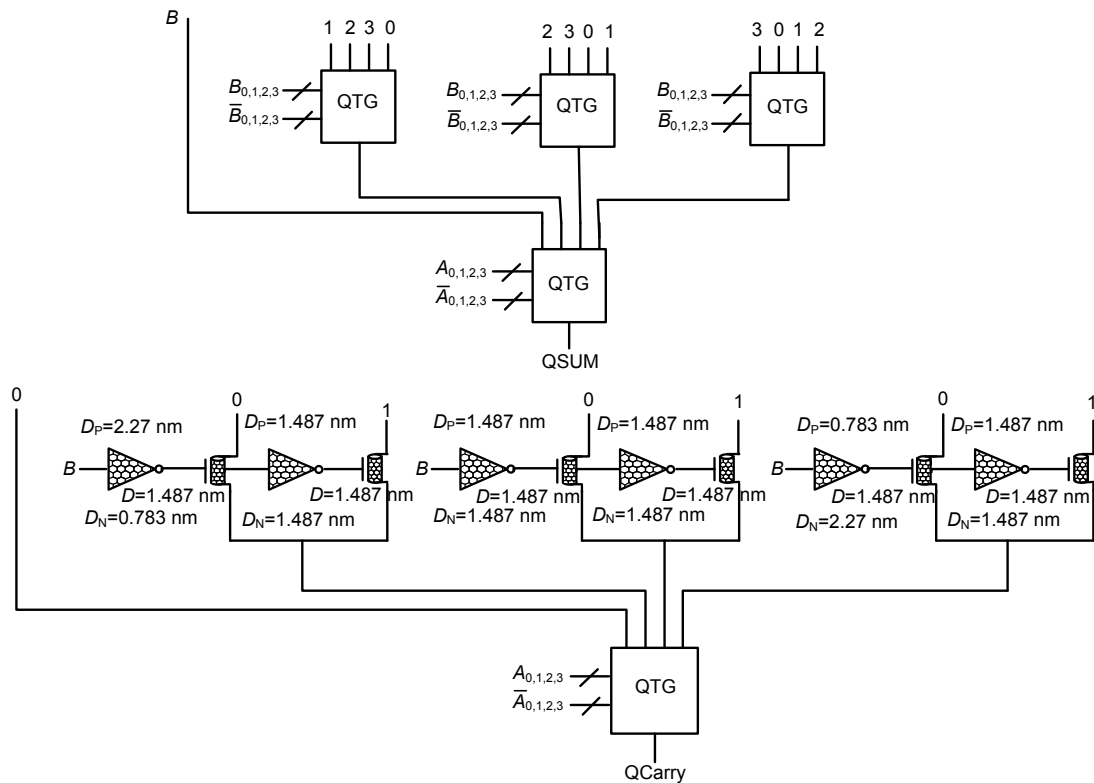 B
1 2 3 0
2 3 0 1
3 0 1 2
B0,1,2,3
B̅0,1,2,3
QTG
B0,1,2,3
B̅0,1,2,3
QTG
B0,1,2,3
B̅0,1,2,3
QTG
A0,1,2,3
A̅0,1,2,3
QTG
QSUM
0
DP=2.27 nm
0
DP=1.487 nm
1
B
D=1.487 nm
D=1.487 nm
DN=0.783 nm
DN=1.487 nm
DP=1.487 nm
0
DP=1.487 nm
1
B
D=1.487 nm
D=1.487 nm
DN=1.487 nm
DN=1.487 nm
DP=0.783 nm
0
DP=1.487 nm
1
B
D=1.487 nm
D=1.487 nm
DN=2.27 nm
DN=1.487 nm
A0,1,2,3
A̅0,1,2,3
QTG
QCarry